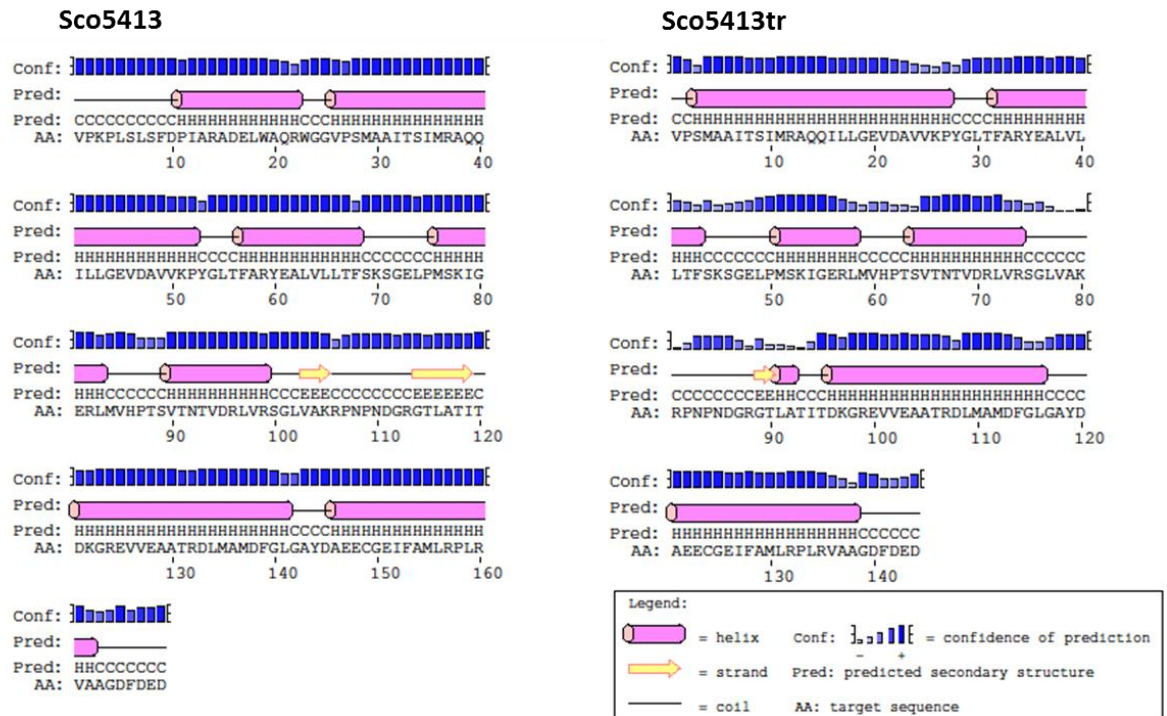 Sco5413
Conf:
Pred:
Pred: CCCCCCCCCCHHHHHHHHHHHHCCCHHHHHHHHHHHHHHH
AA: VPKPLSLSFDPIARADELWAQRWGGVPSMAAITSIMRAQQ
10 20 30 40
Conf:
Pred:
Pred: HHHHHHHHHHHHCCCCHHHHHHHHHHHHCCCCCCCHHHHH
AA: ILLGEVDAVVKPYGLTFARYEALVLLTFSKSGELPMSKIG
50 60 70 80
Conf:
Pred:
Pred: HHHCCCCCCHHHHHHHHHHCCCEEECCCCCCCCEEEEEEC
AA: ERLMVHPTSVTNTVDRLVRSGLVAKRPNPNDGRGTLATIT
90 100 110 120
Conf:
Pred:
Pred: HHHHHHHHHHHHHHHHHHHHHCCCCHHHHHHHHHHHHHHH
AA: DKGREVVEAATRDLMAMDFGLGAYDAEECGEIFAMLRPLR
130 140 150 160
Conf:
Pred:
Pred: HHCCCCCCC
AA: VAAGDFDED
Sco5413tr
Conf:
Pred:
Pred: CCHHHHHHHHHHHHHHHHHHHHHHHHHCCCCHHHHHHHHH
AA: VPSMAAITSIMRAQQILLGEVDAVVKPYGLTFARYEALVL
10 20 30 40
Conf:
Pred:
Pred: HHHCCCCCCCHHHHHHHHCCCCCHHHHHHHHHHHCCCCCC
AA: LTFSKSGELPMSKIGERLMVHPTSVTNTVDRLVRSGLVAK
50 60 70 80
Conf:
Pred:
Pred: CCCCCCCCEEHHCCCHHHHHHHHHHHHHHHHHHHHHCCCC
AA: RPNPNDGRGTLATITDKGREVVEAATRDLMAMDFGLGAYD
90 100 110 120
Conf:
Pred:
Pred: HHHHHHHHHHHHHHHHHHCCCCCC
AA: AEECGEIFAMLRPLRVAAGDFDED
130 140
Legend:
= helix Conf: = confidence of prediction
- +
= strand Pred: predicted secondary structure
= coil AA: target sequence